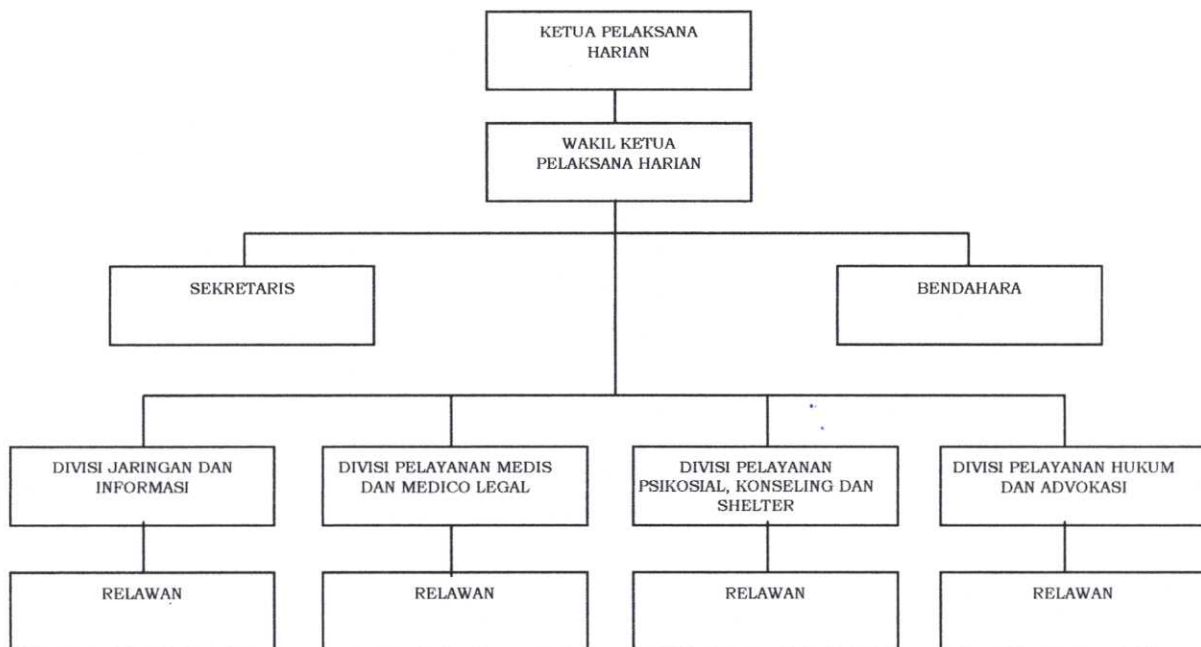 KETUA PELAKSANA
HARIAN
WAKIL KETUA
PELAKSANA HARIAN
SEKRETARIS
BENDAHARA
DIVISI JARINGAN DAN
INFORMASI
DIVISI PELAYANAN MEDIS
DAN MEDICO LEGAL
DIVISI PELAYANAN
PSIKOSIAL, KONSELING DAN
SHELTER
DIVISI PELAYANAN HUKUM
DAN ADVOKASI
RELAWAN
RELAWAN
RELAWAN
RELAWAN